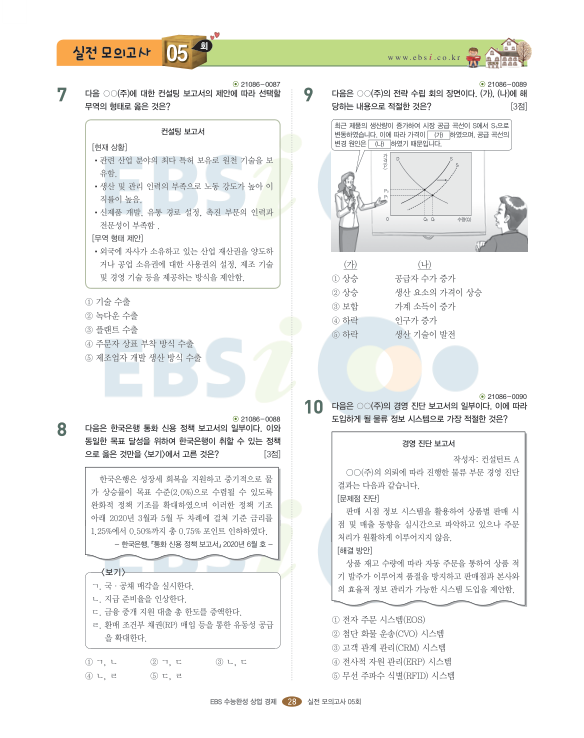 실전 모의고사 05 회
www.ebsi.co.kr
21086-0087
7 다음 ○○(주)에 대한 컨설팅 보고서의 제안에 따라 선택할
무역의 형태로 옳은 것은?
컨설팅 보고서
[현재 상황]
• 관련 산업 분야의 최다 특허 보유로 원천 기술을 보
유함.
• 생산 및 관리 인력의 부족으로 노동 강도가 높아 이
직률이 높음.
• 신제품 개발, 유통 경로 설정, 촉진 부문의 인력과
전문성이 부족함 .
[무역 형태 제안]
• 외국에 자사가 소유하고 있는 산업 재산권을 양도하
거나 공업 소유권에 대한 사용권의 설정, 제조 기술
및 경영 기술 등을 제공하는 방식을 제안함.
① 기술 수출
② 녹다운 수출
③ 플랜트 수출
④ 주문자 상표 부착 방식 수출
⑤ 제조업자 개발 생산 방식 수출
21086-0088
8 다음은 한국은행 통화 신용 정책 보고서의 일부이다. 이와
동일한 목표 달성을 위하여 한국은행이 취할 수 있는 정책
으로 옳은 것만을 <보기>에서 고른 것은? [3점]
한국은행은 성장세 회복을 지원하고 중기적으로 물
가 상승률이 목표 수준(2.0%)으로 수렴될 수 있도록
완화적 정책 기조를 확대하였으며 이러한 정책 기조
아래 2020년 3월과 5월 두 차례에 걸쳐 기준 금리를
1.25%에서 0.50%까지 총 0.75% 포인트 인하하였다.
- 한국은행, 『통화 신용 정책 보고서』 2020년 6월 호 -
<보기>
ㄱ. 국·공채 매각을 실시한다.
ㄴ. 지급 준비율을 인상한다.
ㄷ. 금융 중개 지원 대출 총 한도를 증액한다.
ㄹ. 환매 조건부 채권(RP) 매입 등을 통한 유동성 공급
을 확대한다.
① ㄱ, ㄴ ② ㄱ, ㄷ ③ ㄴ, ㄷ
④ ㄴ, ㄹ ⑤ ㄷ, ㄹ
21086-0089
9 다음은 ○○(주)의 전략 수립 회의 장면이다. (가), (나)에 해
당하는 내용으로 적절한 것은? [3점]
최근 제품의 생산량이 증가하여 시장 공급 곡선이 S에서 S₁으로
변동하였습니다. 이에 따라 가격이 (가) 하였으며, 공급 곡선의
변경 원인은 (나) 하였기 때문입니다.
수량(Q)
(가) (나)
① 상승 공급자 수가 증가
② 상승 생산 요소의 가격이 상승
③ 보합 가계 소득이 증가
④ 하락 인구가 증가
⑤ 하락 생산 기술이 발전
21086-0090
10 다음은 ○○(주)의 경영 진단 보고서의 일부이다. 이에 따라
도입하게 될 물류 정보 시스템으로 가장 적절한 것은?
경영 진단 보고서
작성자: 컨설턴트 A
○○(주)의 의뢰에 따라 진행한 물류 부문 경영 진단
결과는 다음과 같습니다.
[문제점 진단]
판매 시점 정보 시스템을 활용하여 상품별 판매 시
점 및 매출 동향을 실시간으로 파악하고 있으나 주문
처리가 원활하게 이루어지지 않음.
[해결 방안]
상품 재고 수량에 따라 자동 주문을 통하여 상품 적
기 발주가 이루어져 품절을 방지하고 판매점과 본사와
의 효율적 정보 관리가 가능한 시스템 도입을 제안함.
① 전자 주문 시스템(EOS)
② 첨단 화물 운송(CVO) 시스템
③ 고객 관계 관리(CRM) 시스템
④ 전사적 자원 관리(ERP) 시스템
⑤ 무선 주파수 식별(RFID) 시스템
EBS 수능완성 상업 경제 28 실전 모의고사 05회